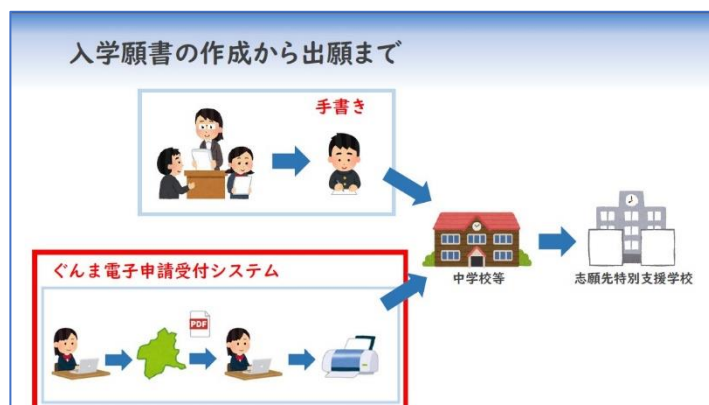 入学願書の作成から出願まで
手書き
ぐんま電子申請受付システム
PDF
中学校等
志願先特別支援学校